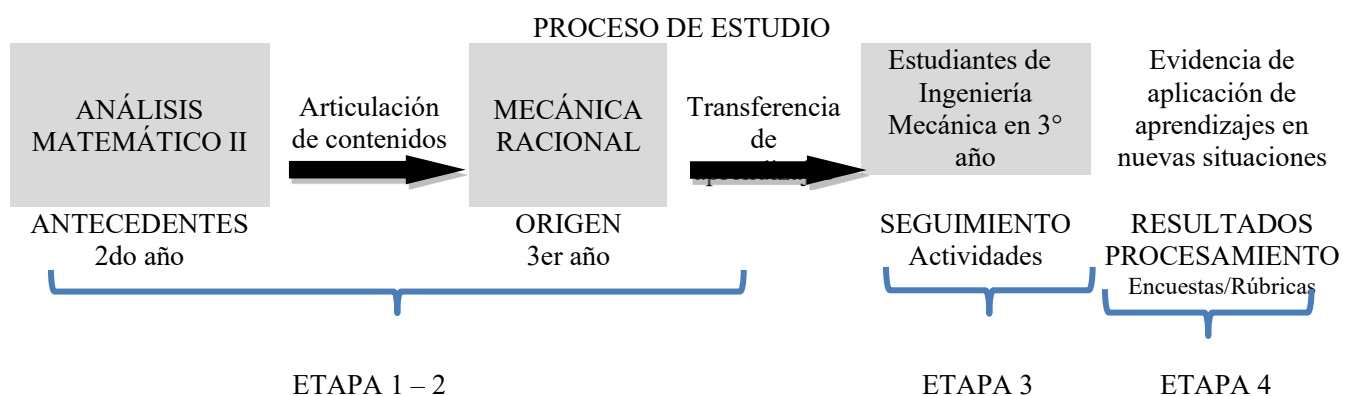 PROCESO DE ESTUDIO
ANÁLISIS
MATEMÁTICO II
Articulación
de contenidos
MECÁNICA
RACIONAL
Transferencia
de
Estudiantes de
Ingeniería
Mecánica en 3°
año
Evidencia de
aplicación de
aprendizajes en
nuevas situaciones
ANTECEDENTES
2do año
ORIGEN
3er año
SEGUIMIENTO
Actividades
RESULTADOS
PROCESAMIENTO
Encuestas/Rúbricas
ETAPA 1 – 2
ETAPA 3
ETAPA 4